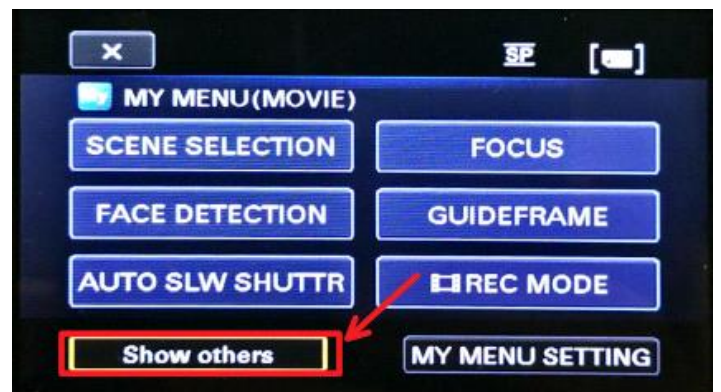 ×
SP
My MY MENU(MOVIE)
SCENE SELECTION
FOCUS
FACE DETECTION
GUIDEFRAME
AUTO SLW SHUTTR
REC MODE
Show others
MY MENU SETTING